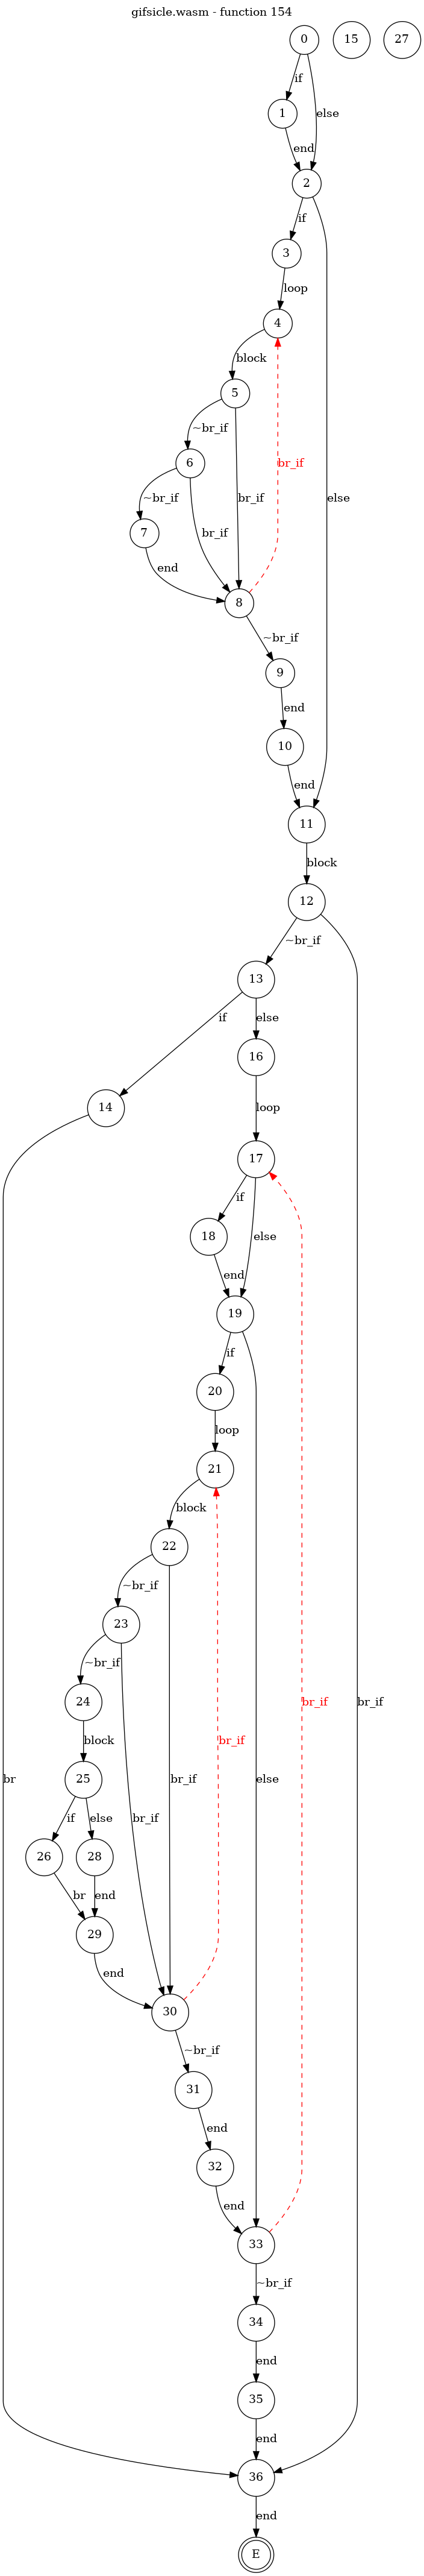 gifsicle.wasm - function 154
0 15 27
if
1 else
end
2
if
3
loop
4
block
5
~br_if
6 br_if
~br_if br_if br_if else
7
end
8
~br_if
9
end
10
end
11
block
12
~br_if
13
if else
14 16
loop
17
if
18 else
end
19
if
20
loop
21
block
22
~br_if
23
~br_if
24 br_if br_if
block
25
br if else br_if br_if br_if else
26 28
br end
29
end
30
~br_if
31
end
32
end
33
~br_if
34
end
35
end
36
end
E